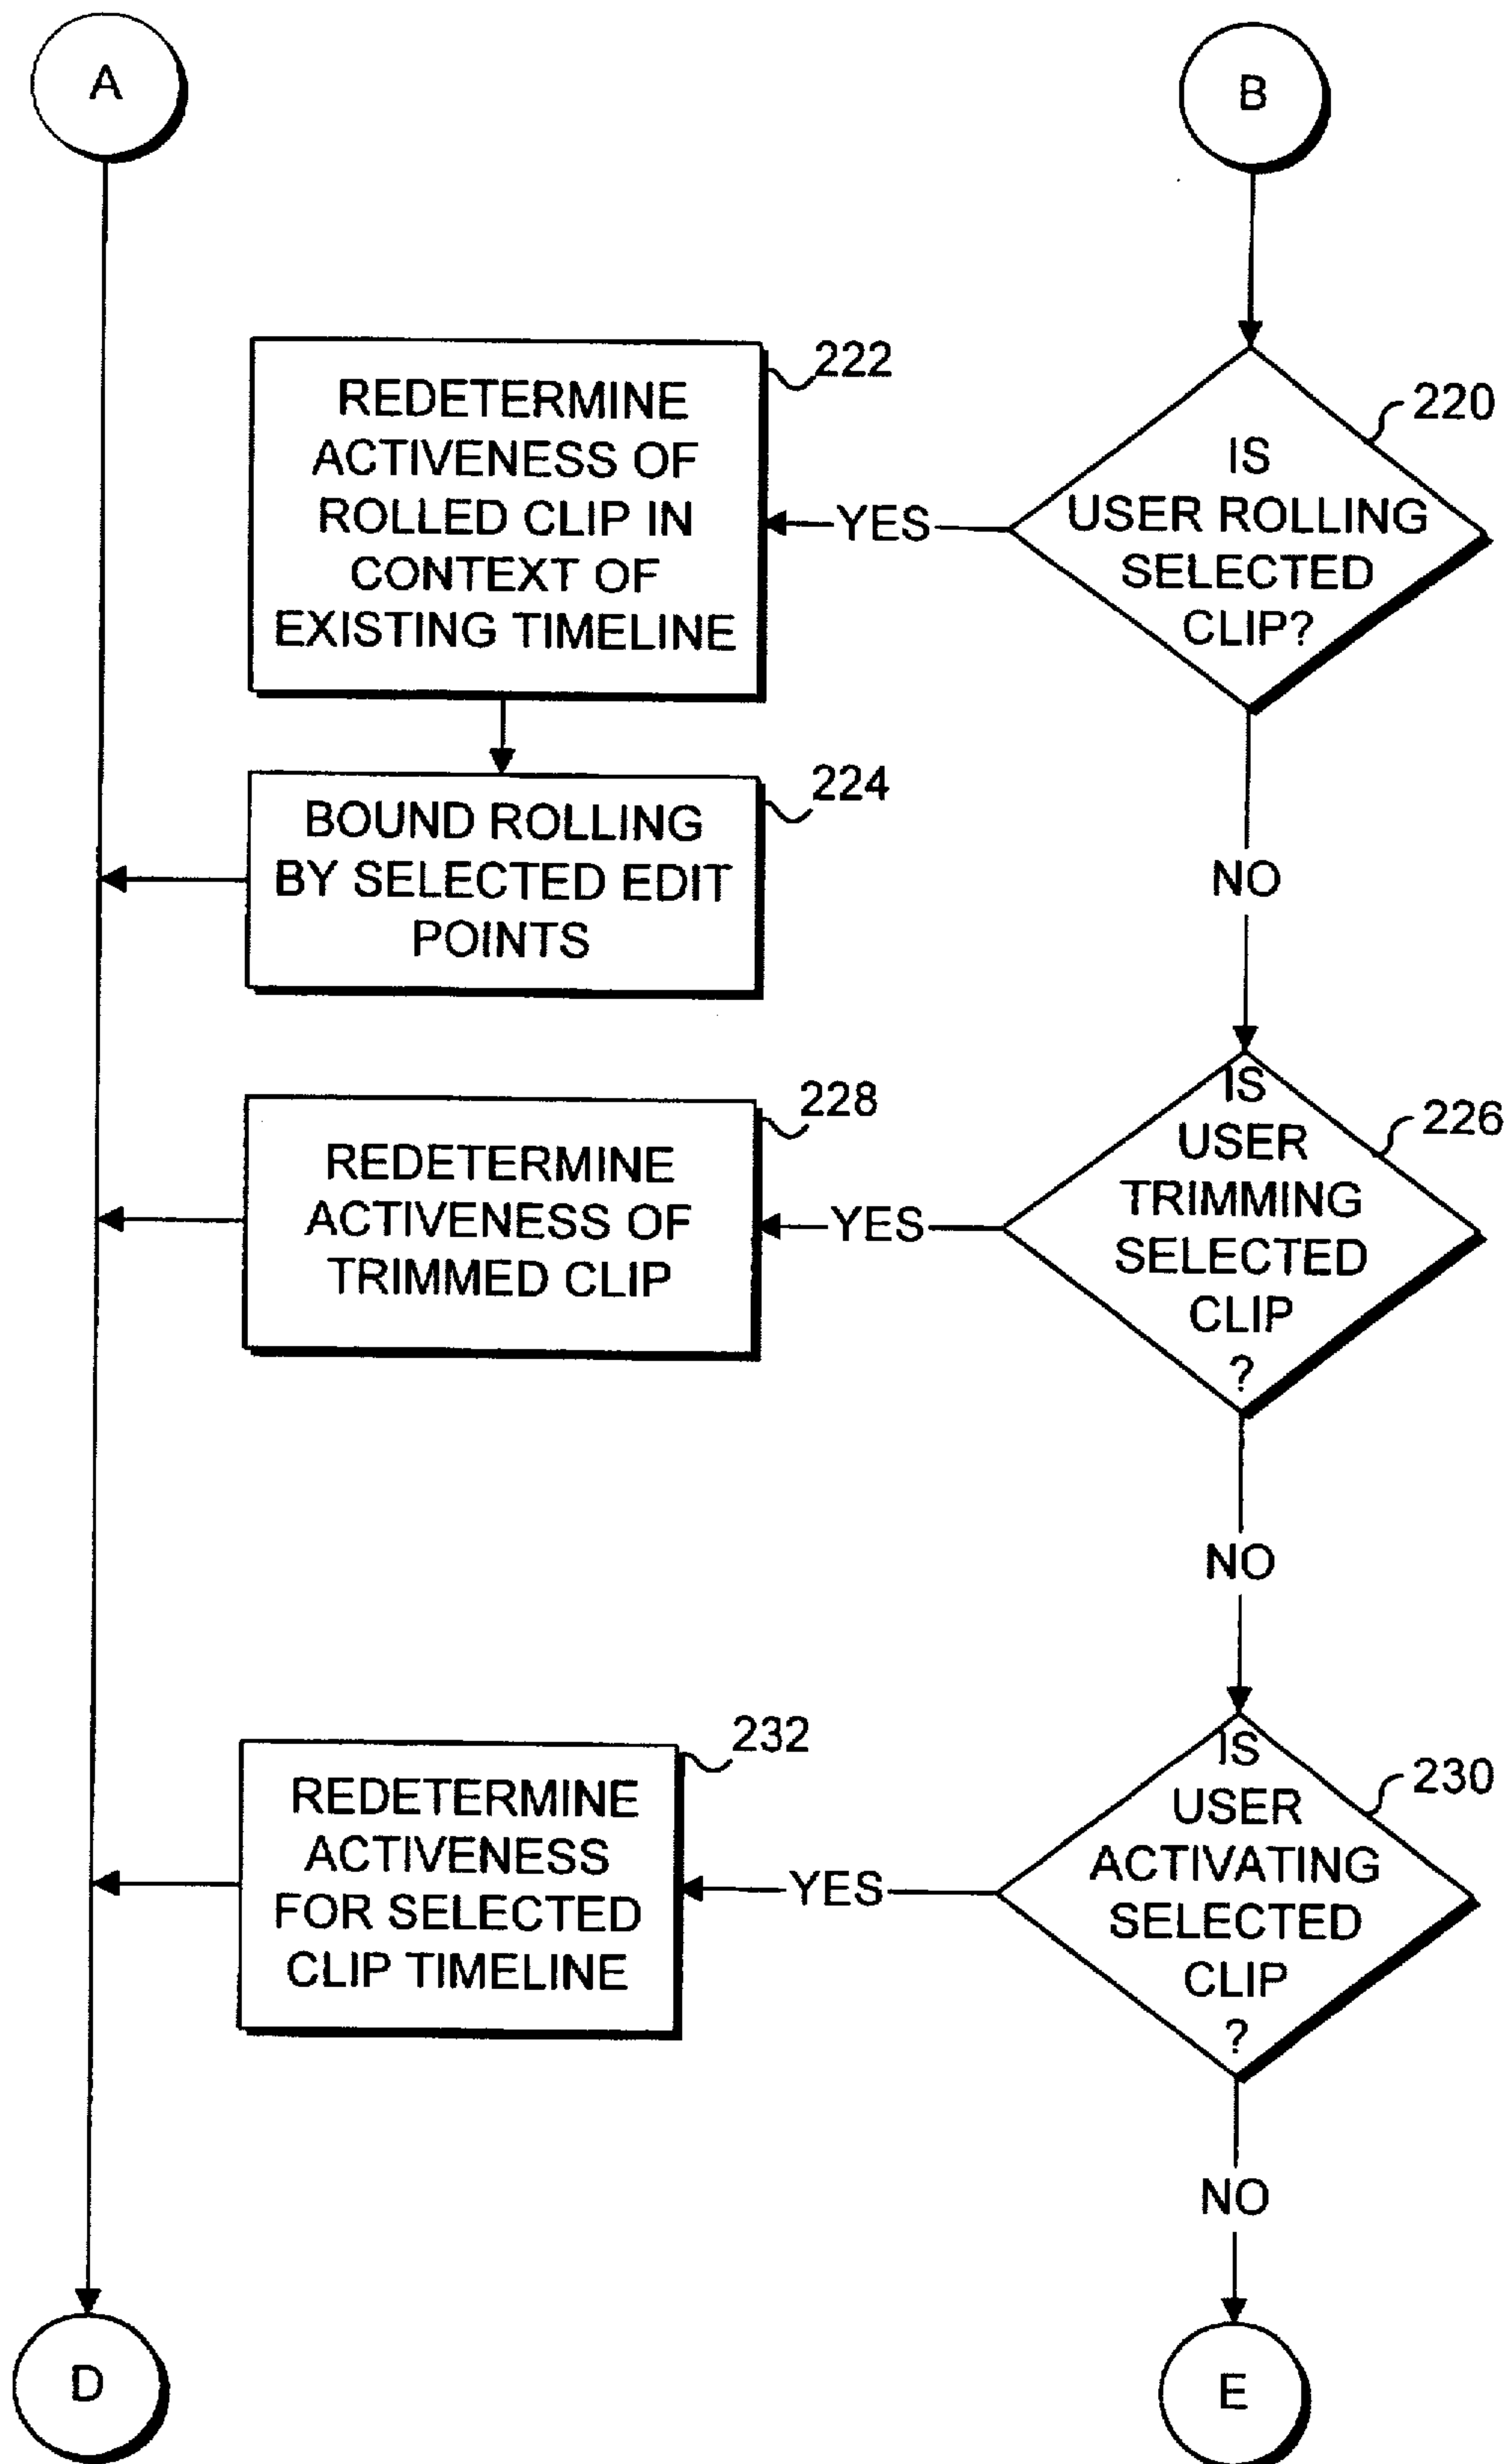 A
B
222
REDETERMINE
ACTIVENESS OF
ROLLED CLIP IN
CONTEXT OF
EXISTING TIMELINE
YES
220
IS
USER ROLLING
SELECTED
CLIP?
224
BOUND ROLLING
BY SELECTED EDIT
POINTS
NO
228
REDETERMINE
ACTIVENESS OF
TRIMMED CLIP
YES
226
IS
USER
TRIMMING
SELECTED
CLIP
?
NO
232
REDETERMINE
ACTIVENESS
FOR SELECTED
CLIP TIMELINE
YES
230
IS
USER
ACTIVATING
SELECTED
CLIP
?
NO
D
E